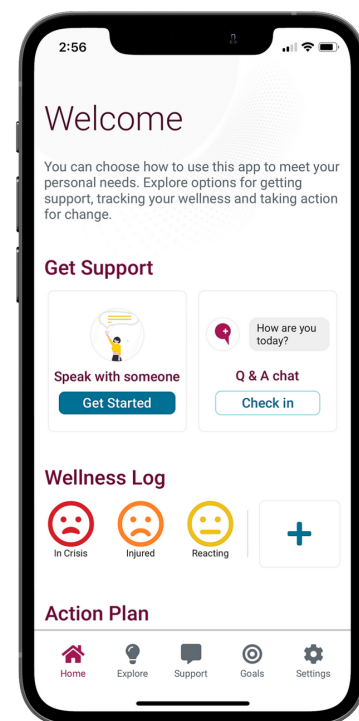 2:56
Welcome
You can choose how to use this app to meet your
personal needs. Explore options for getting
support, tracking your wellness and taking action
for change.
Get Support
Speak with someone
Get Started
How are you
today?
Q & A chat
Check in
Wellness Log
In Crisis
Injured
Reacting
Action Plan
Home
Explore
Support
Goals
Settings